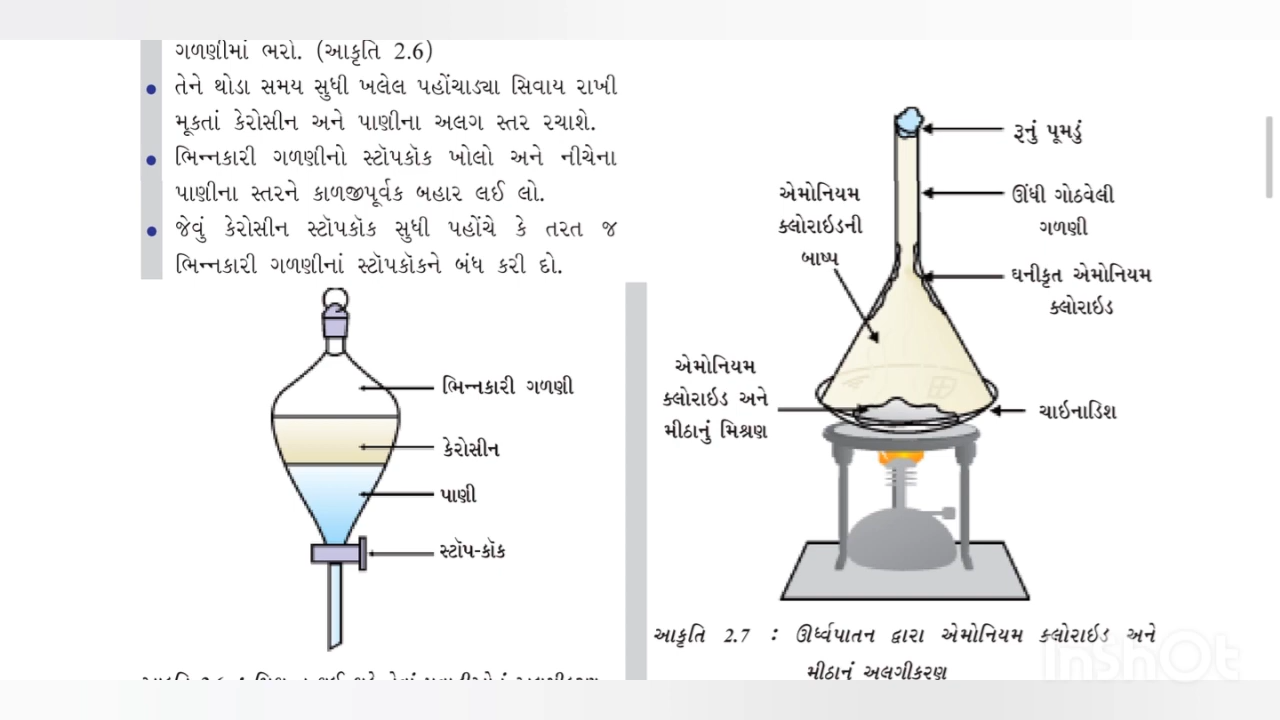 ગળણીમાં ભરો. (આકૃતિ 2.6)
• તેને થોડા સમય સુધી ખલેલ પહોંચાડ્યા સિવાય રાખી
મૂકતાં કેરોસીન અને પાણીના અલગ સ્તર રચાશે.
• ભિન્નકારી ગળણીનો સ્ટૉપકૉક ખોલો અને નીચેના
પાણીના સ્તરને કાળજીપૂર્વક બહાર લઈ લો.
• જેવું કેરોસીન સ્ટૉપકૉક સુધી પહોંચે કે તરત જ
ભિન્નકારી ગળણીનાં સ્ટૉપકૉકને બંધ કરી દો.
ભિન્નકારી ગળણી
કેરોસીન
પાણી
સ્ટૉપ-કૉક
રૂનું પૂમડું
એમોનિયમ
ક્લોરાઇડની
બાષ્પ
ઊંધી ગોઠવેલી
ગળણી
ઘનીકૃત એમોનિયમ
ક્લોરાઇડ
એમોનિયમ
ક્લોરાઇડ અને
મીઠાનું મિશ્રણ
ચાઇનાડિશ
આકૃતિ 2.7 : ઊર્ધ્વપાતન દ્વારા એમોનિયમ ક્લોરાઇડ અને
મીઠાનું અલગીકરણ
InShOt